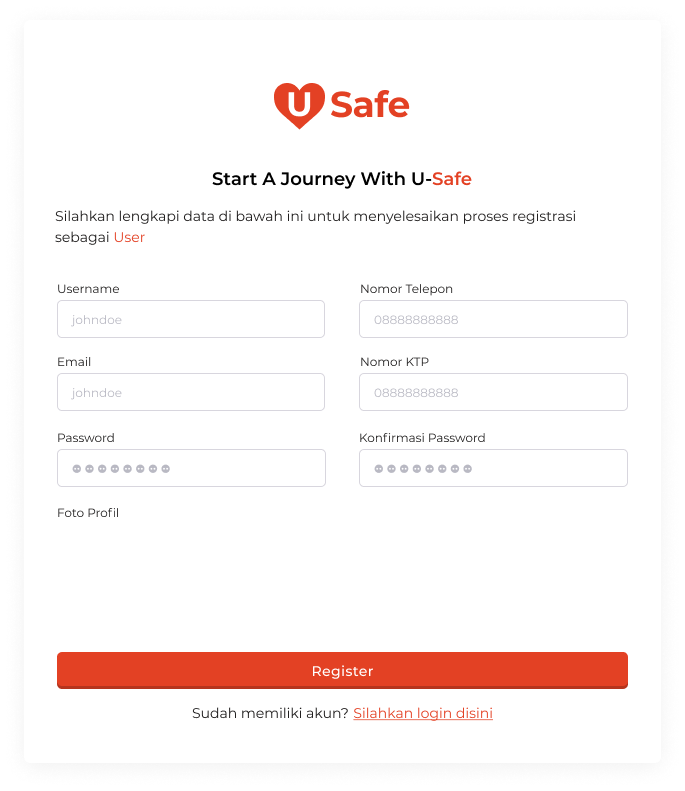 U Safe
Start A Journey With U-Safe
Silahkan lengkapi data di bawah ini untuk menyelesaikan proses registrasi
sebagai User
Username
johndoe
Nomor Telepon
08888888888
Email
johndoe
Nomor KTP
08888888888
Password
Konfirmasi Password
Foto Profil
Register
Sudah memiliki akun? Silahkan login disini